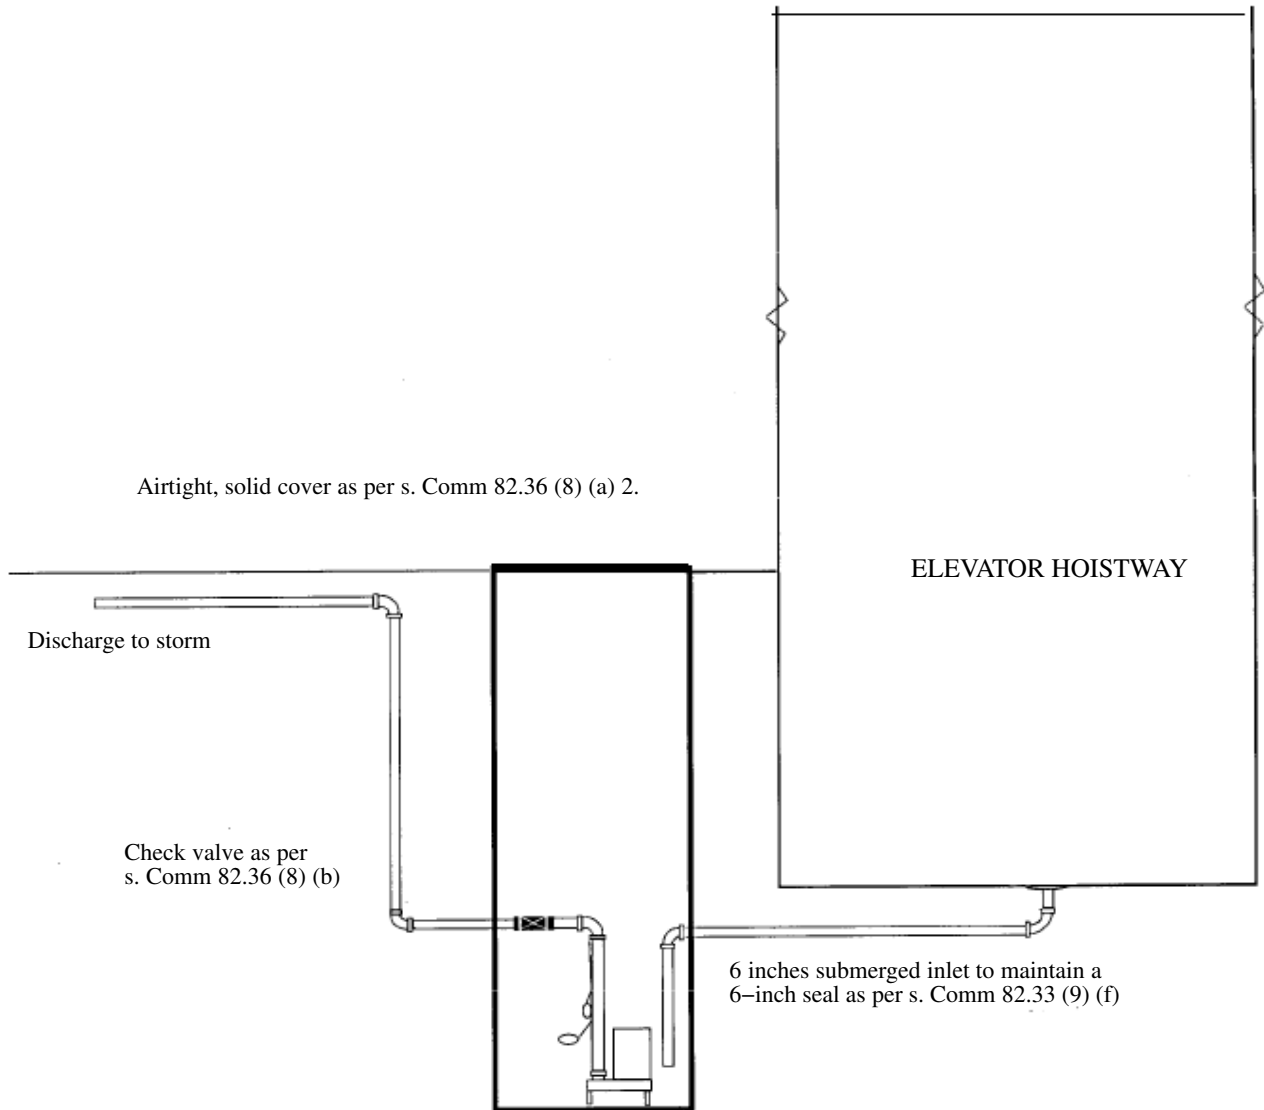 Airtight, solid cover as per s. Comm 82.36 (8) (a) 2.
ELEVATOR HOISTWAY
Discharge to storm
Check valve as per
s. Comm 82.36 (8) (b)
6 inches submerged inlet to maintain a
6−inch seal as per s. Comm 82.33 (9) (f)